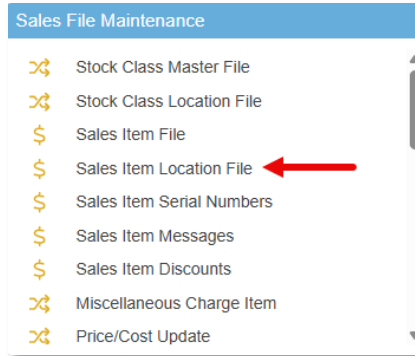 Sales File Maintenance
Stock Class Master File
Stock Class Location File
$ Sales Item File
$ Sales Item Location File
$ Sales Item Serial Numbers
$ Sales Item Messages
$ Sales Item Discounts
Miscellaneous Charge Item
Price/Cost Update